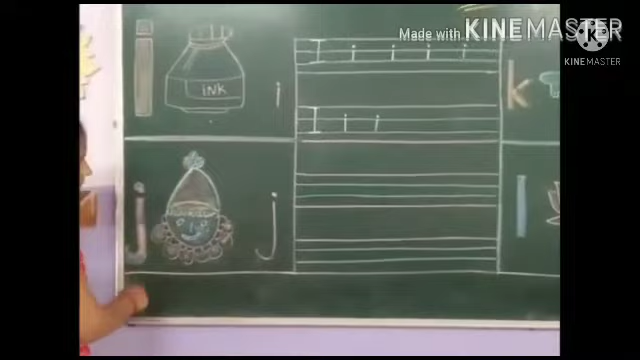 Made with KINEMASTER
KINEMASTER
i
INK
i
I i i i i
I i i
k
j
j
l